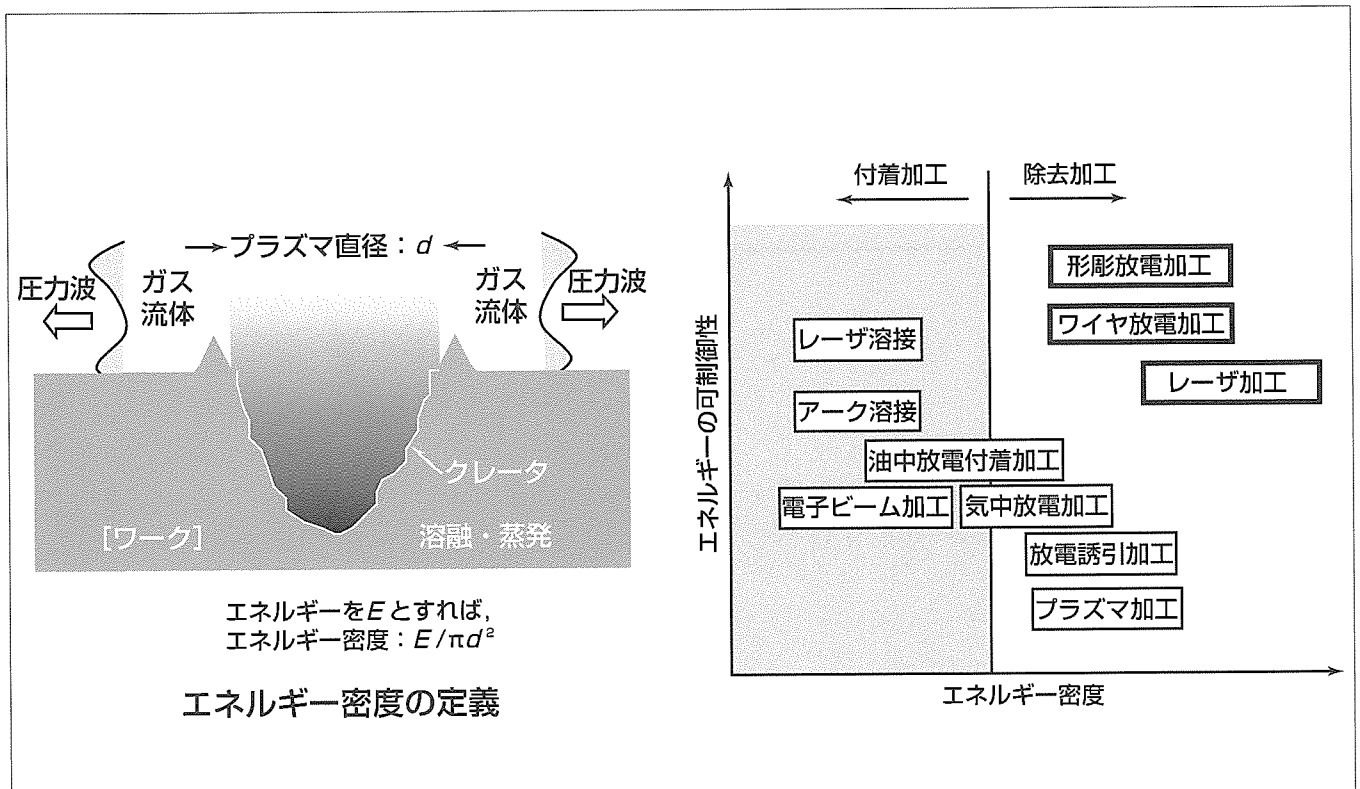 →プラズマ直径：d←
圧力波
ガス
流体
ガス
流体
圧力波
クレータ
[ワーク]
溶融・蒸発
エネルギーをEとすれば，
エネルギー密度：E/πd²
エネルギー密度の定義
付着加工
除去加工
エネルギーの可制御性
形彫放電加工
ワイヤ放電加工
レーザ溶接
レーザ加工
アーク溶接
油中放電付着加工
電子ビーム加工
気中放電加工
放電誘引加工
プラズマ加工
エネルギー密度